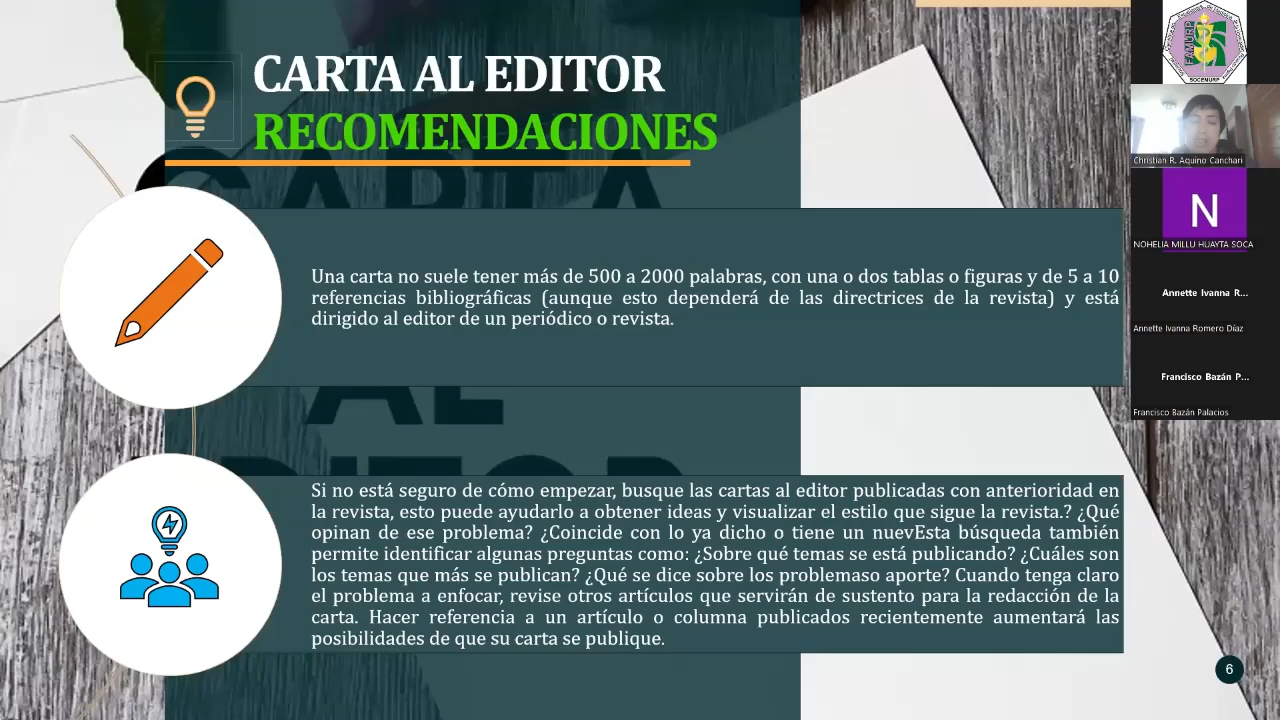 CARTA AL EDITOR
RECOMENDACIONES
Una carta no suele tener más de 500 a 2000 palabras, con una o dos tablas o figuras y de 5 a 10
referencias bibliográficas (aunque esto dependerá de las directrices de la revista) y está
dirigido al editor de un periódico o revista.
Si no está seguro de cómo empezar, busque las cartas al editor publicadas con anterioridad en
la revista, esto puede ayudarlo a obtener ideas y visualizar el estilo que sigue la revista.? ¿Qué
opinan de ese problema? ¿Coincide con lo ya dicho o tiene un nuevEsta búsqueda también
permite identificar algunas preguntas como: ¿Sobre qué temas se está publicando? ¿Cuáles son
los temas que más se publican? ¿Qué se dice sobre los problemaso aporte? Cuando tenga claro
el problema a enfocar, revise otros artículos que servirán de sustento para la redacción de la
carta. Hacer referencia a un artículo o columna publicados recientemente aumentará las
posibilidades de que su carta se publique.
6
CARTA
AL
EDITOR
FAMURP
SOCEMURP
Christian R. Aquino Canchari
N
NOHELIA MILLU HUAYTA SOCA
Annette Ivanna R...
Annette Ivanna Romero Díaz
Francisco Bazán P...
Francisco Bazán Palacios